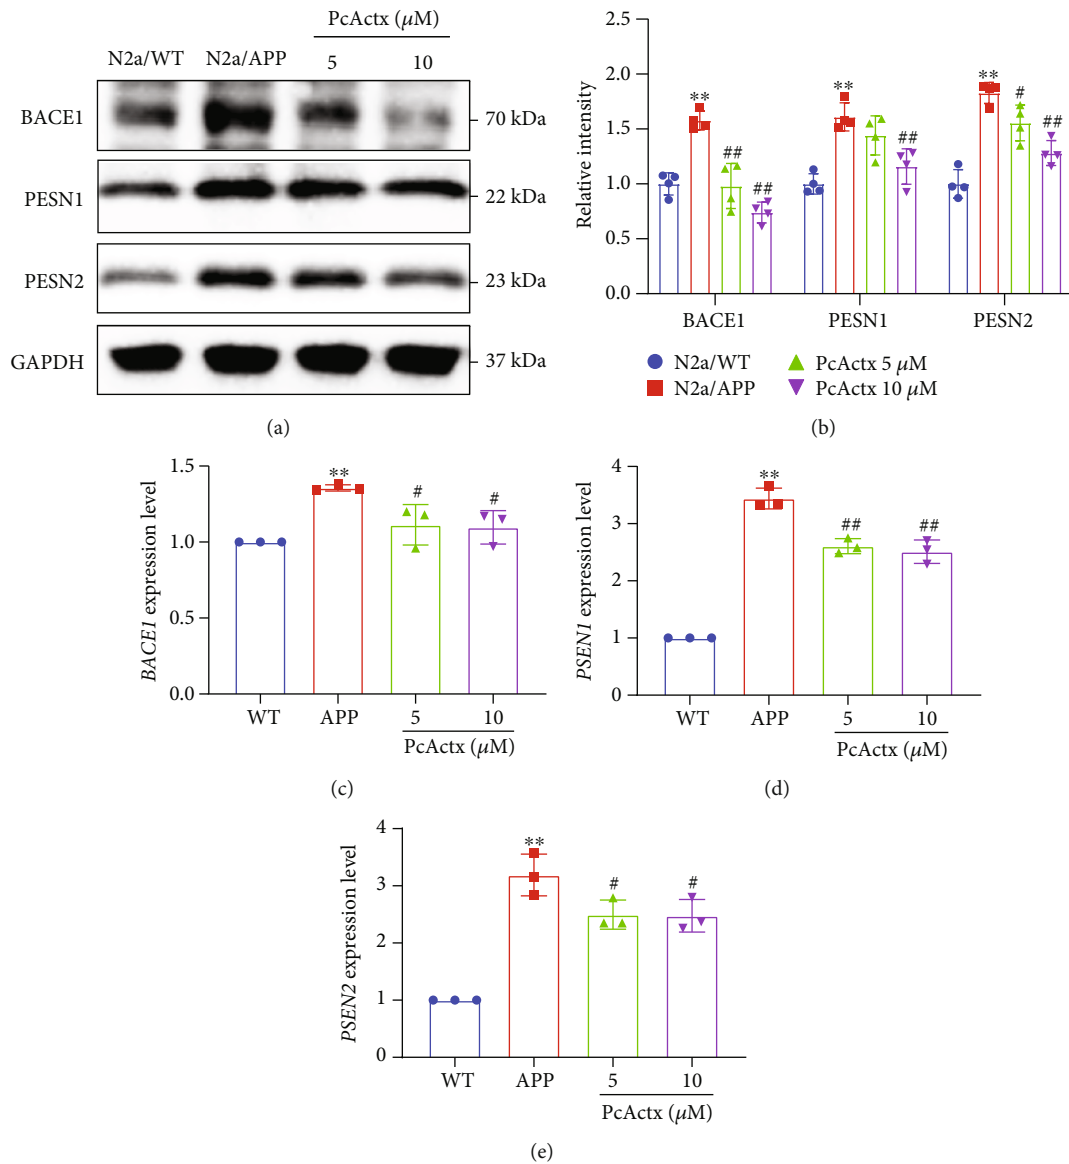 PcActx (μM)
N2a/WT N2a/APP 5 10
BACE1 70 kDa
PESN1 22 kDa
PESN2 23 kDa
GAPDH 37 kDa
(a)
2.5
2.0
1.5
1.0
0.5
0.0
Relative intensity
** ## ## ** ## ** # ##
BACE1 PESN1 PESN2
N2a/WT PcActx 5 μM
N2a/APP PcActx 10 μM
(b)
1.5
1.0
0.5
0.0
BACE1 expression level
** # #
WT APP 5 10
PcActx (μM)
(c)
4
3
2
1
0
PSEN1 expression level
** ## ##
WT APP 5 10
PcActx (μM)
(d)
4
3
2
1
0
PSEN2 expression level
** # #
WT APP 5 10
PcActx (μM)
(e)